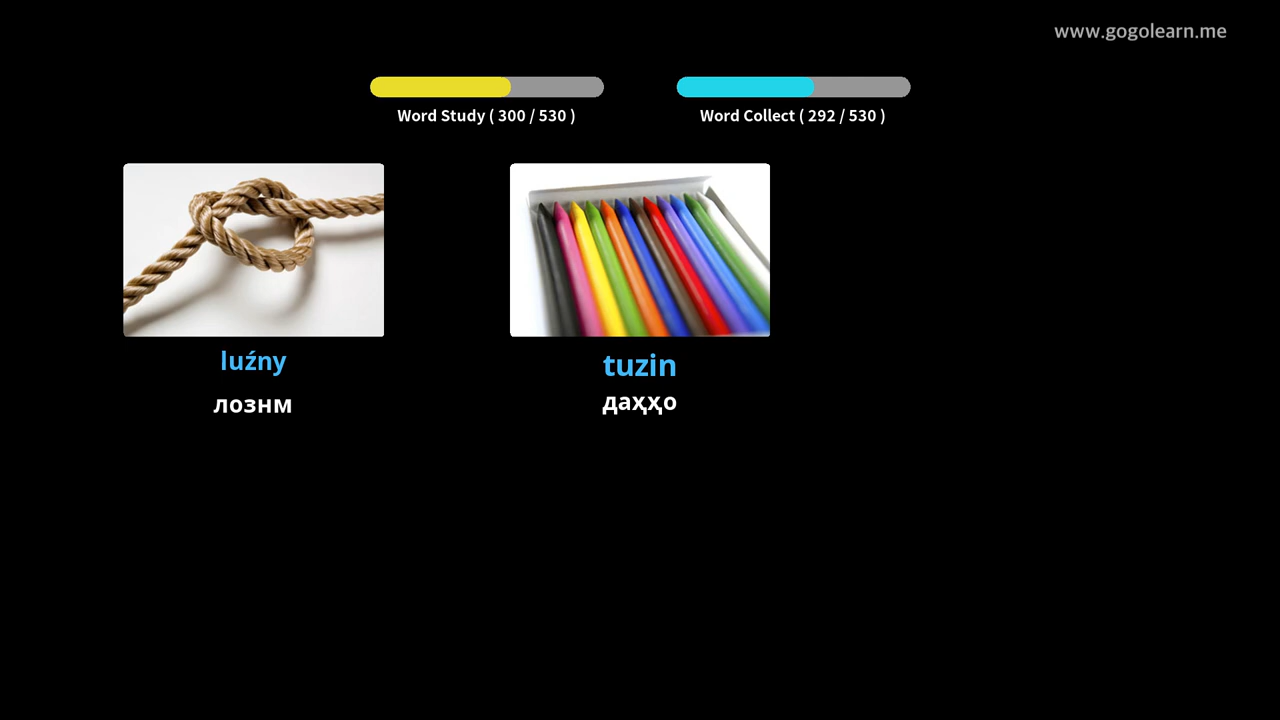 www.gogolearn.me
Word Study ( 300 / 530 )
Word Collect ( 292 / 530 )
luźny
лознм
tuzin
даҳҳо